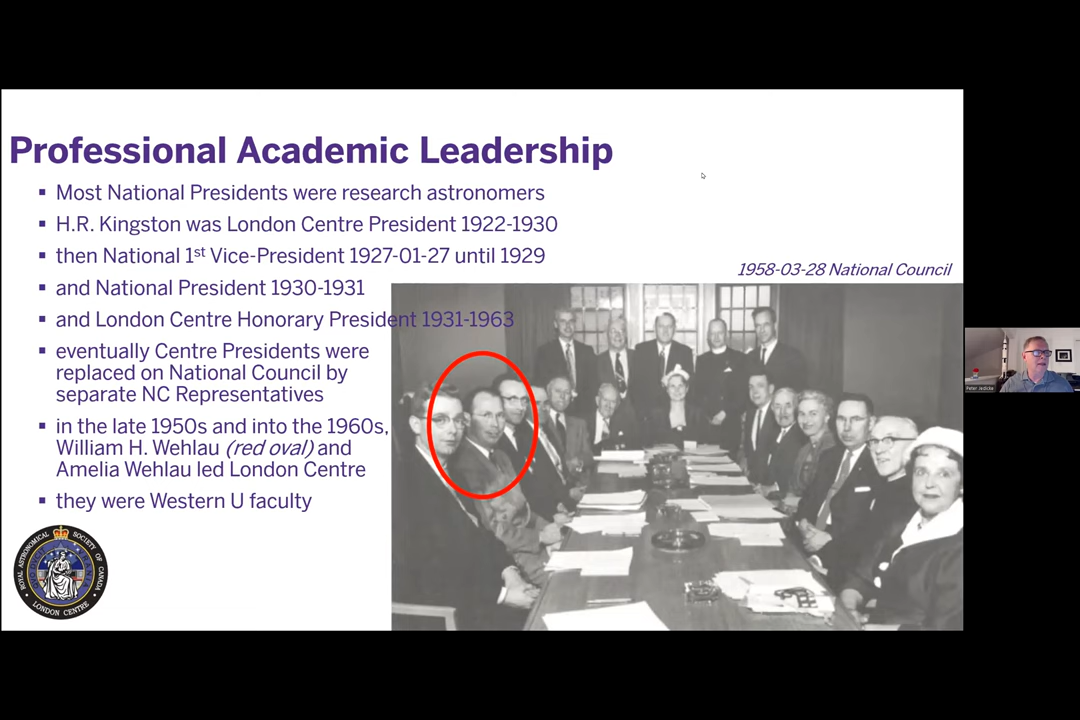 Professional Academic Leadership
▪ Most National Presidents were research astronomers
▪ H.R. Kingston was London Centre President 1922-1930
▪ then National 1st Vice-President 1927-01-27 until 1929
1958-03-28 National Council
▪ and National President 1930-1931
▪ and London Centre Honorary President 1931-1963
▪ eventually Centre Presidents were
replaced on National Council by
separate NC Representatives
▪ in the late 1950s and into the 1960s,
William H. Wehlau (red oval) and
Amelia Wehlau led London Centre
▪ they were Western U faculty
ROYAL ASTRONOMICAL SOCIETY OF CANADA
LONDON CENTRE
Peter Jedicke